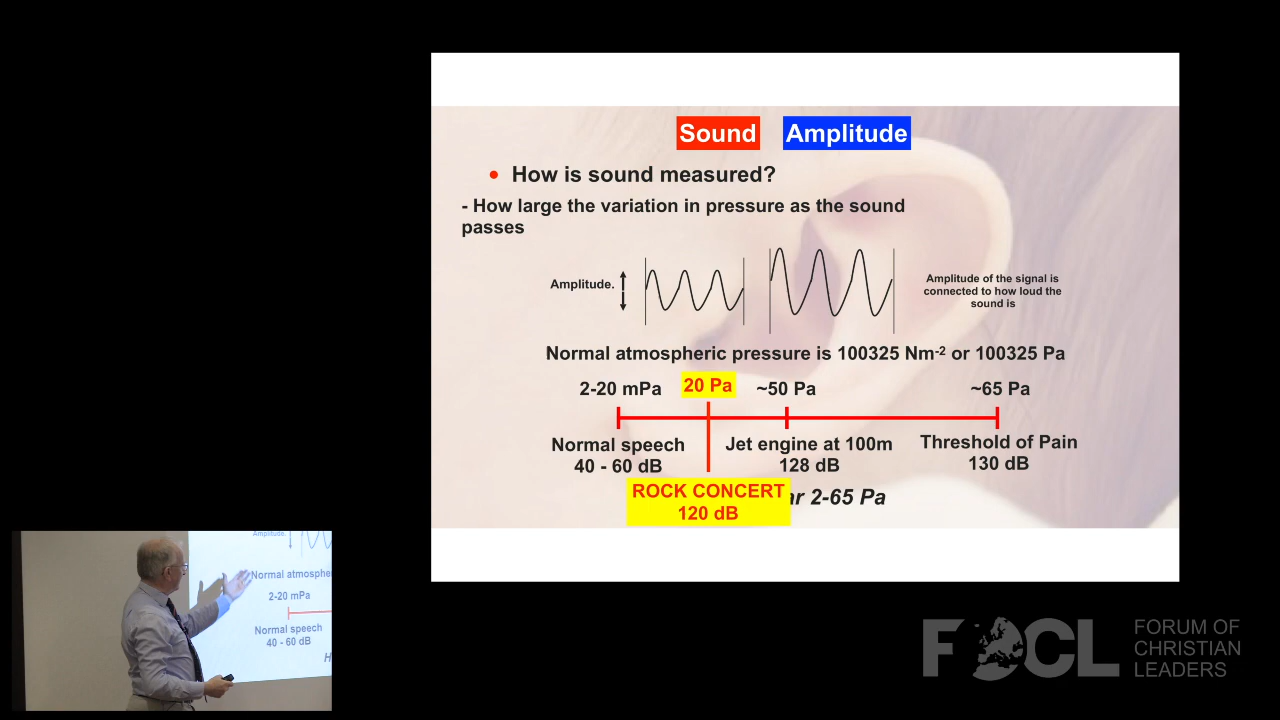 Sound Amplitude
How is sound measured?
- How large the variation in pressure as the sound
passes
Amplitude.
Amplitude of the signal is
connected to how loud the
sound is
Normal atmospheric pressure is 100325 Nm-2 or 100325 Pa
2-20 mPa 20 Pa ~50 Pa ~65 Pa
Normal speech
40 - 60 dB
Jet engine at 100m
128 dB
Threshold of Pain
130 dB
ROCK CONCERT
120 dB
ar 2-65 Pa
Amplitude.
Normal atmosphe
2-20 mPa
Normal speech
40 - 60 dB
H
FOCL
FORUM OF
CHRISTIAN
LEADERS